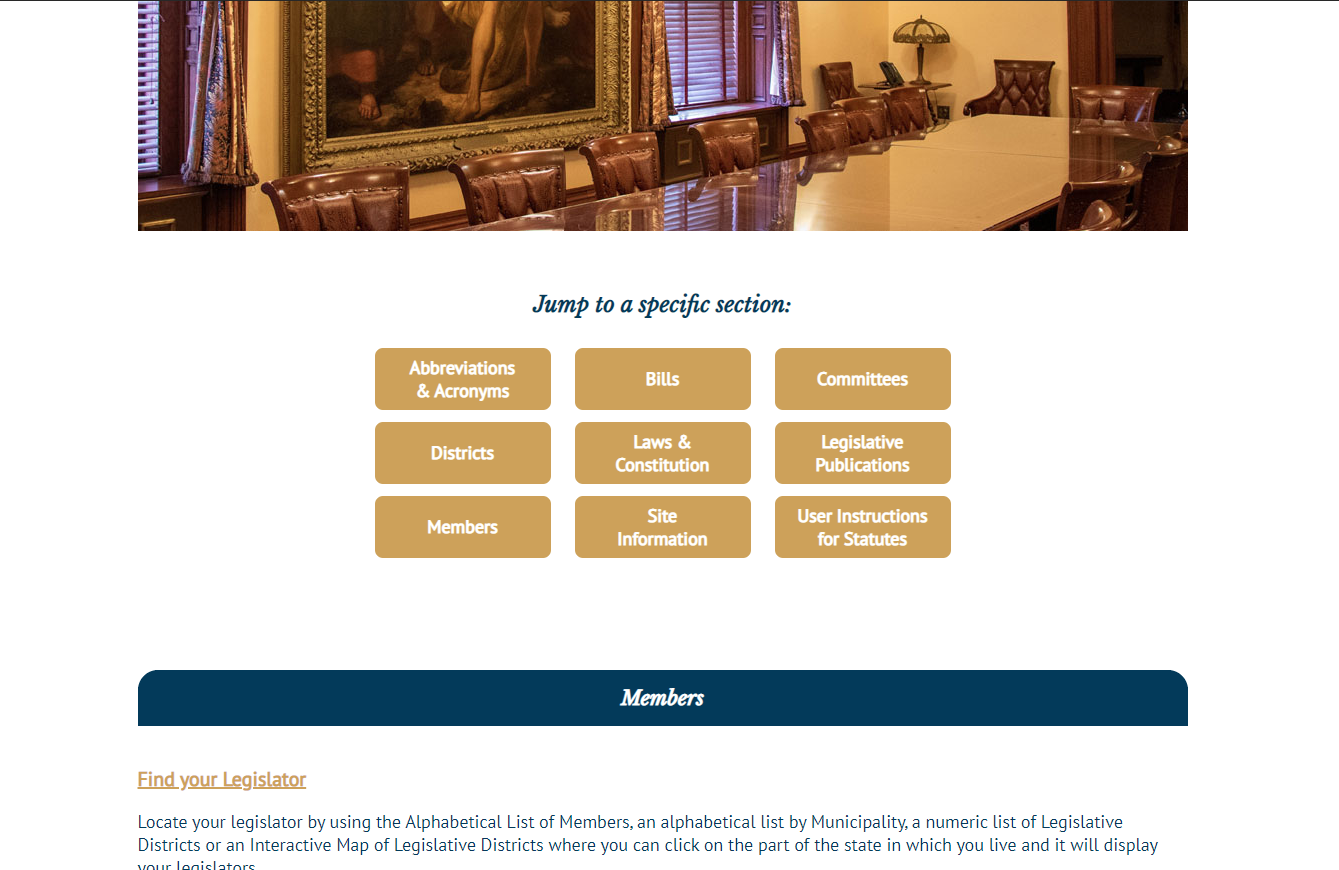 Jump to a specific section:
Abbreviations
& Acronyms
Bills
Committees
Districts
Laws &
Constitution
Legislative
Publications
Members
Site
Information
User Instructions
for Statutes
Members
Find your Legislator
Locate your legislator by using the Alphabetical List of Members, an alphabetical list by Municipality, a numeric list of Legislative
Districts or an Interactive Map of Legislative Districts where you can click on the part of the state in which you live and it will display
your legislators.